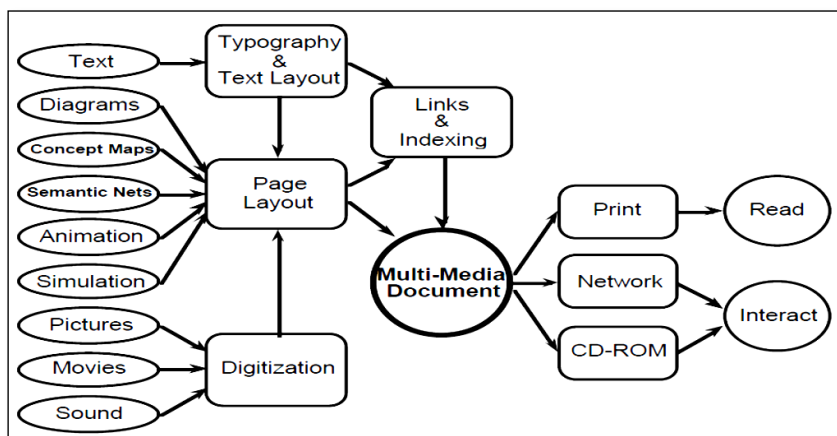 Text
Diagrams
Concept Maps
Semantic Nets
Animation
Simulation
Pictures
Movies
Sound
Typography
&
Text Layout
Page
Layout
Digitization
Links
&
Indexing
Multi-Media
Document
Print
Network
CD-ROM
Read
Interact